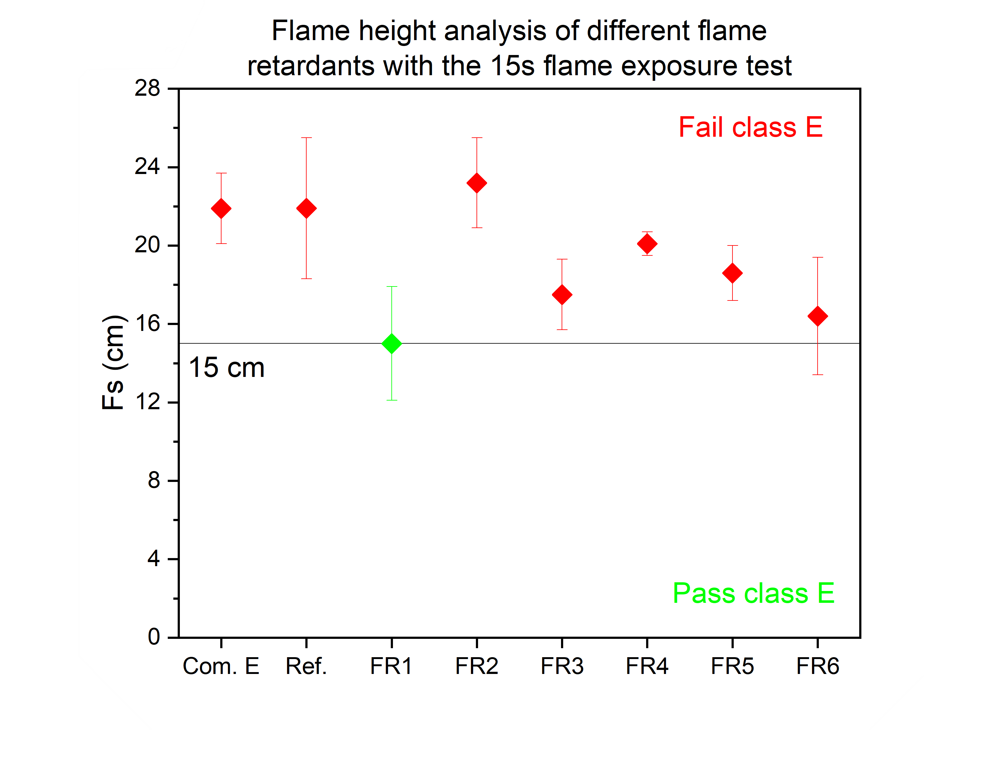 Flame height analysis of different flame
retardants with the 15s flame exposure test
28
24
20
16
12
8
4
0
Fs (cm)
Fail class E
15 cm
Pass class E
Com. E
Ref.
FR1
FR2
FR3
FR4
FR5
FR6